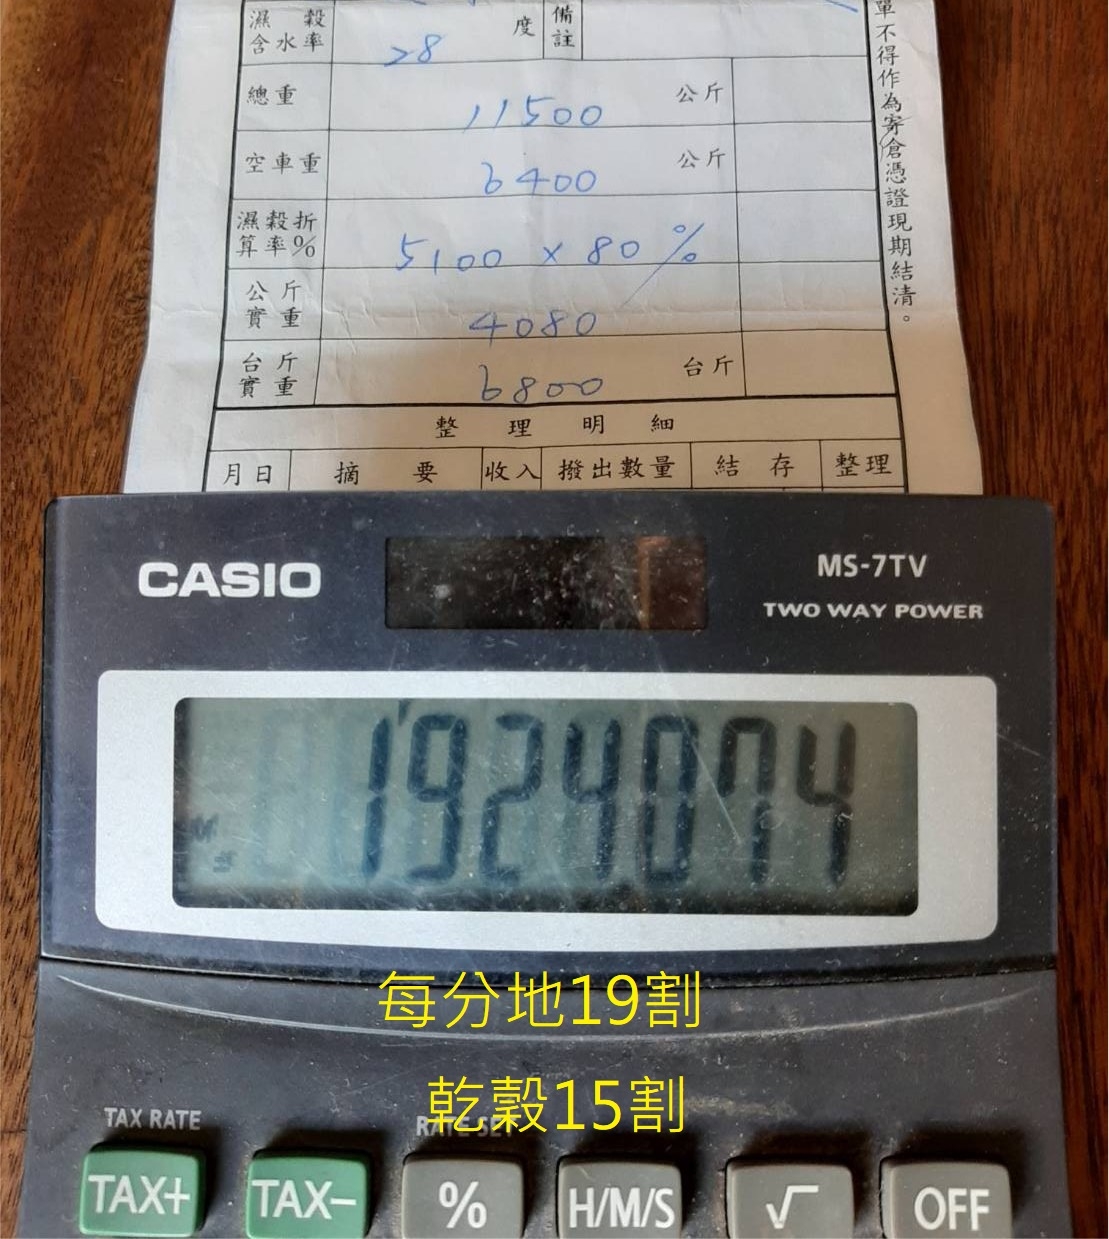 濕穀含水率 28 度 備註
總重 11500 公斤
空車重 6400 公斤
濕穀折算率% 5100 x 80%
公斤實重 4080
台斤實重 6800 台斤
整理明細
月日 摘要 收入 撥出數量 結存 整理
單不得作為寄倉憑證現期結清。
CASIO
MS-7TV
TWO WAY POWER
1'924074
每分地19割
乾穀15割
TAX RATE
RATE SET
TAX+ TAX- % H/M/S √ OFF